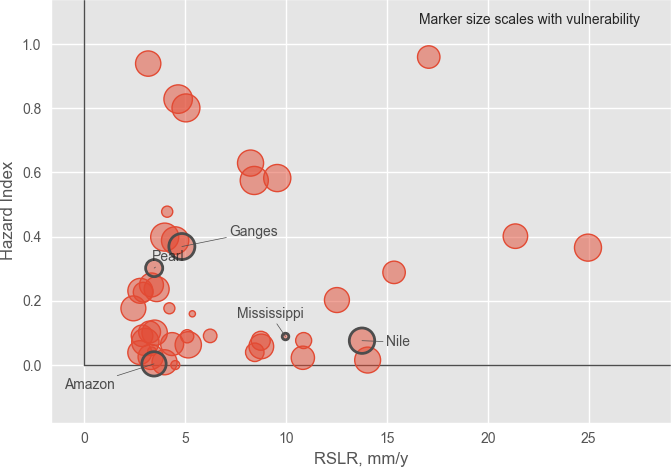 Marker size scales with vulnerability
1.0
0.8
0.6
0.4
0.2
0.0
Hazard Index
Ganges
Pearl
Mississippi
Nile
Amazon
0
5
10
15
20
25
RSLR, mm/y